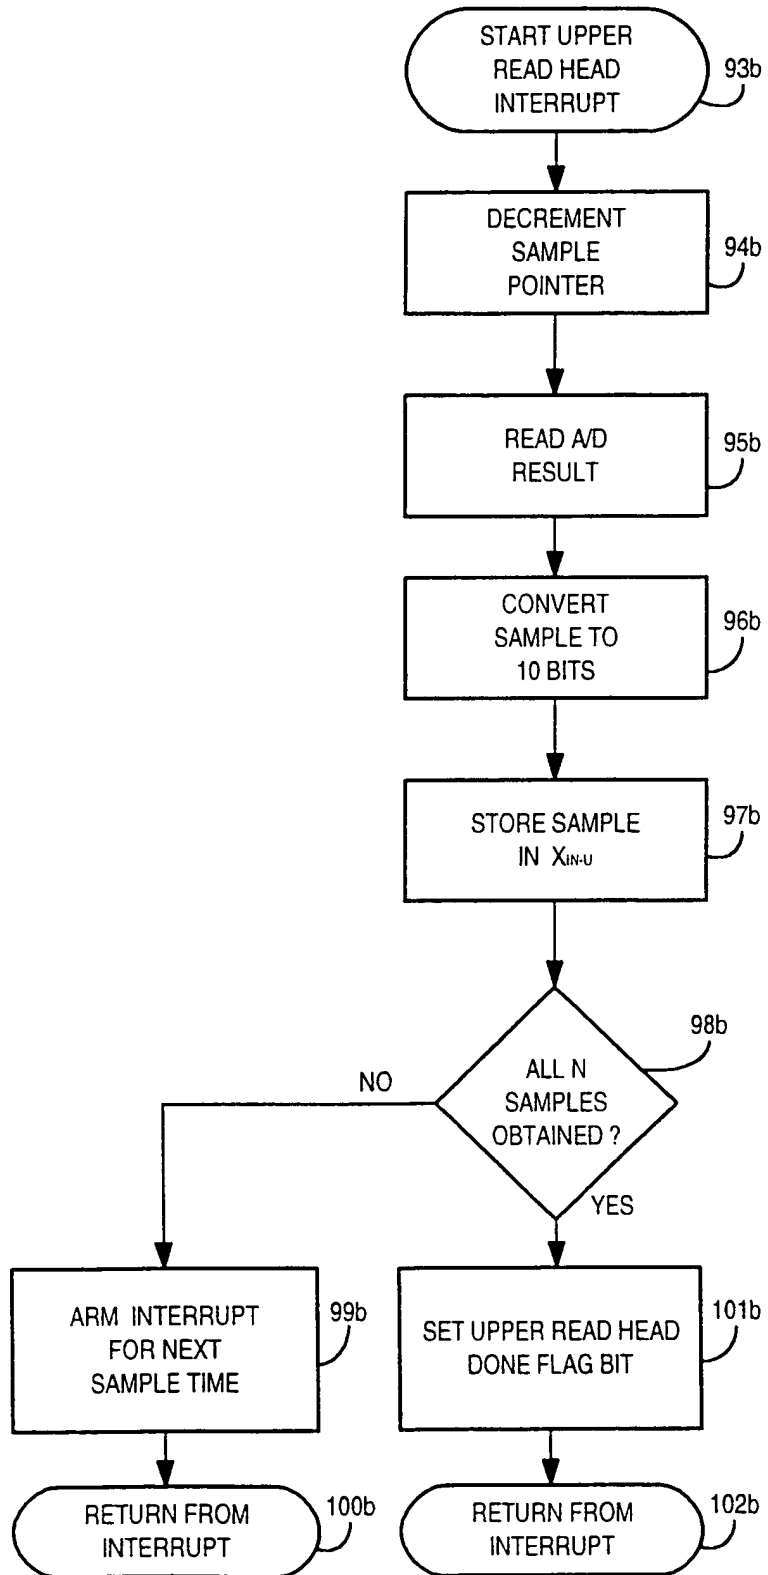 START UPPER
READ HEAD
INTERRUPT
93b
DECREMENT
SAMPLE
POINTER
94b
READ A/D
RESULT
95b
CONVERT
SAMPLE TO
10 BITS
96b
STORE SAMPLE
IN XIN-U
97b
ALL N
SAMPLES
OBTAINED ?
98b
NO
YES
ARM INTERRUPT
FOR NEXT
SAMPLE TIME
99b
SET UPPER READ HEAD
DONE FLAG BIT
101b
RETURN FROM
INTERRUPT
100b
RETURN FROM
INTERRUPT
102b